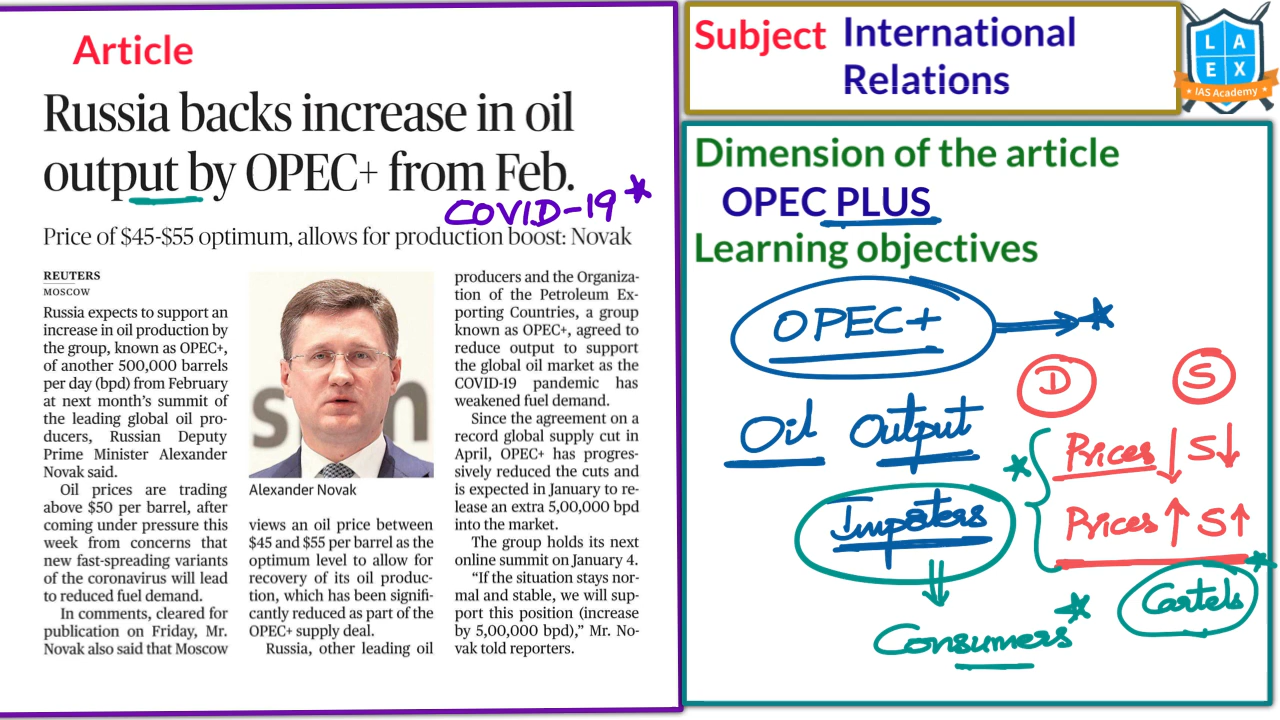 Article
Russia backs increase in oil
output by OPEC+ from Feb.
COVID-19*
Price of $45-$55 optimum, allows for production boost: Novak
REUTERS
MOSCOW
Russia expects to support an
increase in oil production by
the group, known as OPEC+,
of another 500,000 barrels
per day (bpd) from February
at next month's summit of
the leading global oil pro-
ducers, Russian Deputy
Prime Minister Alexander
Novak said.
Oil prices are trading
above $50 per barrel, after
coming under pressure this
week from concerns that
new fast-spreading variants
of the coronavirus will lead
to reduced fuel demand.
In comments, cleared for
publication on Friday, Mr.
Novak also said that Moscow
Alexander Novak
views an oil price between
$45 and $55 per barrel as the
optimum level to allow for
recovery of its oil produc-
tion, which has been signifi-
cantly reduced as part of the
OPEC+ supply deal.
Russia, other leading oil
producers and the Organiza-
tion of the Petroleum Ex-
porting Countries, a group
known as OPEC+, agreed to
reduce output to support
the global oil market as the
COVID-19 pandemic has
weakened fuel demand.
Since the agreement on a
record global supply cut in
April, OPEC+ has progres-
sively reduced the cuts and
is expected in January to re-
lease an extra 5,00,000 bpd
into the market.
The group holds its next
online summit on January 4.
“If the situation stays nor-
mal and stable, we will sup-
port this position (increase
by 5,00,000 bpd),” Mr. No-
vak told reporters.
Subject International
Relations
LA
EX
IAS Academy
Dimension of the article
OPEC PLUS
Learning objectives
OPEC+
D S
Oil Output
Prices ↓ S↓
Importers
Prices ↑ S↑
Cartels
Consumers